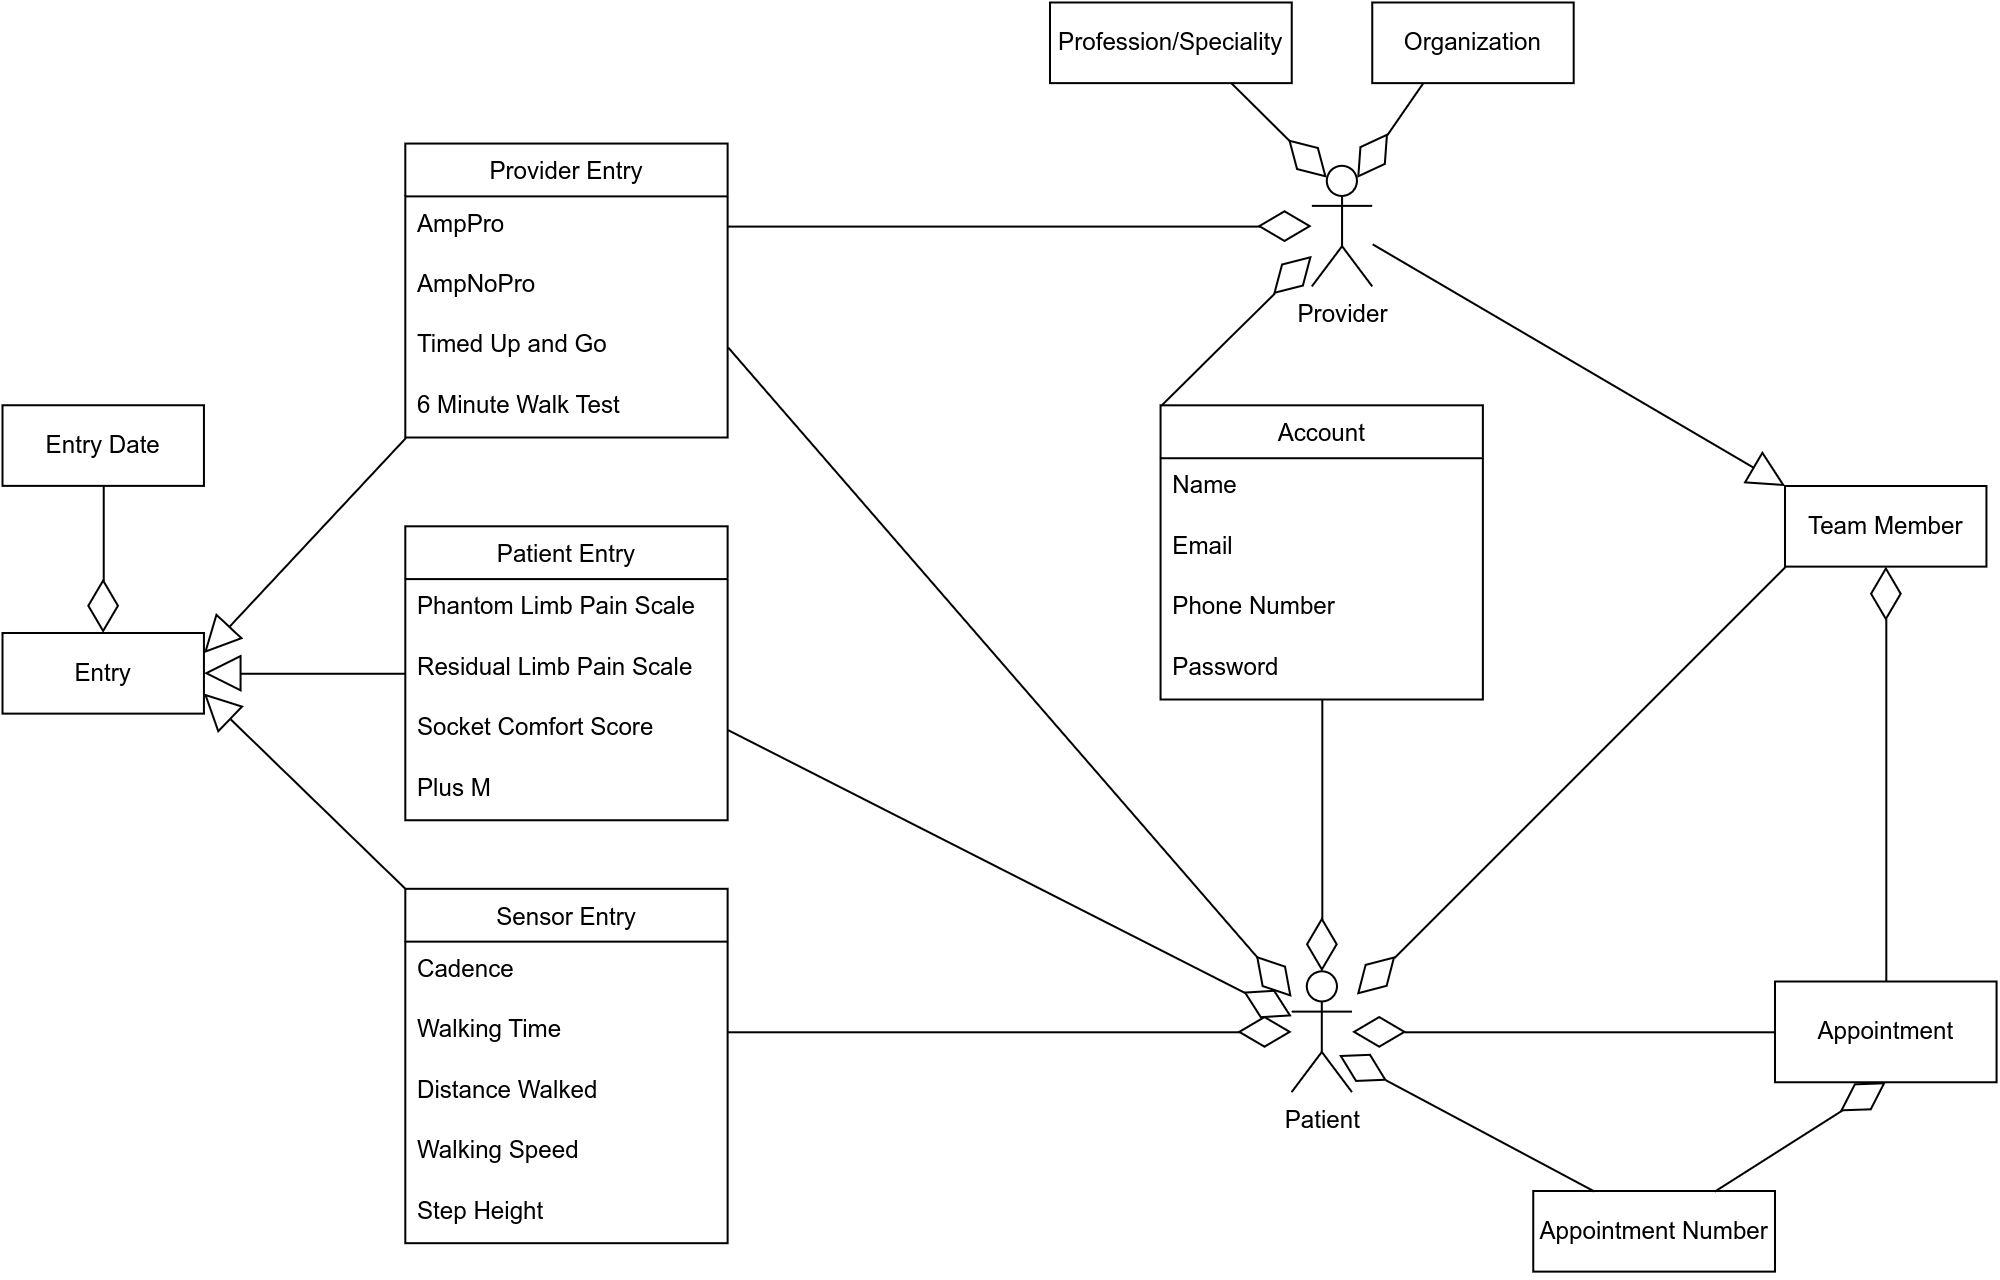 Profession/Speciality
Organization
Provider Entry
AmpPro
AmpNoPro
Timed Up and Go
6 Minute Walk Test
Provider
Entry Date
Account
Name
Email
Phone Number
Password
Team Member
Patient Entry
Phantom Limb Pain Scale
Residual Limb Pain Scale
Socket Comfort Score
Plus M
Entry
Sensor Entry
Cadence
Walking Time
Distance Walked
Walking Speed
Step Height
Patient
Appointment
Appointment Number